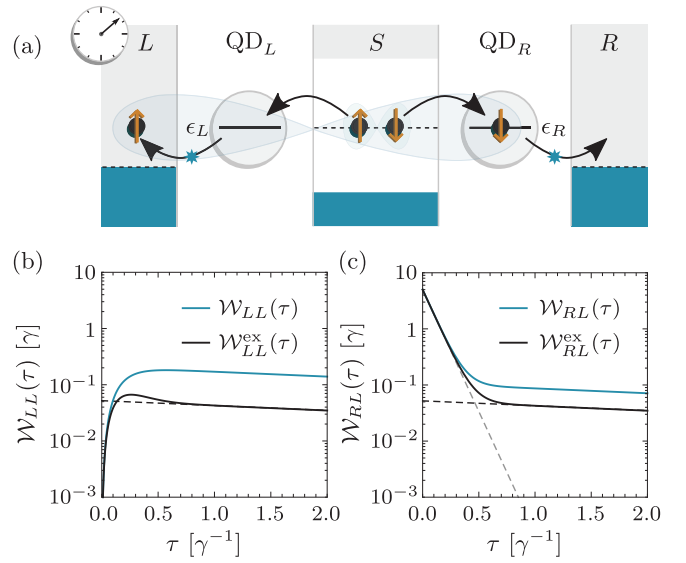 (a)
L QD_L S QD_R R
ϵ_L ϵ_R
(b) (c)
10 10
1 1
10⁻¹ 10⁻¹
10⁻² 10⁻²
10⁻³ 10⁻³
𝒲_LL(τ) [γ] 𝒲_RL(τ) [γ]
𝒲_LL(τ) 𝒲_RL(τ)
𝒲^ex_LL(τ) 𝒲^ex_RL(τ)
0.0 0.5 1.0 1.5 2.0 0.0 0.5 1.0 1.5 2.0
τ [γ⁻¹] τ [γ⁻¹]